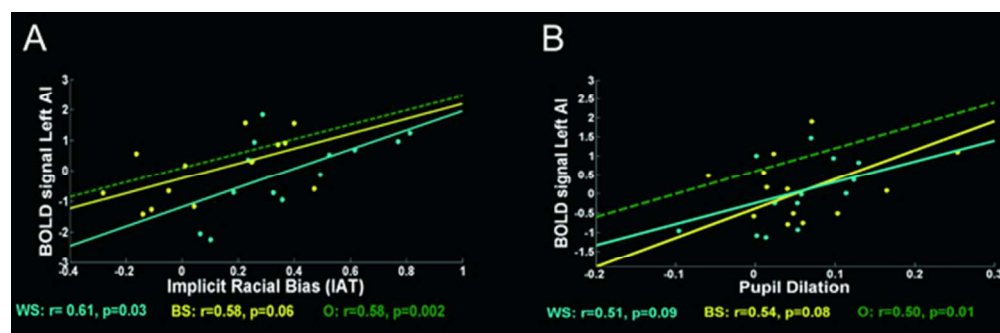 A
BOLD signal Left AI
3
2
1
0
-1
-2
-3
-0.4 -0.2 0 0.2 0.4 0.6 0.8 1
Implicit Racial Bias (IAT)
WS: r= 0.61, p=0.03 BS: r=0.58, p=0.06 O: r=0.58, p=0.002
B
BOLD signal Left AI
3
2.5
2
1.5
1
0.5
0
-0.5
-1
-1.5
-0.2 -0.1 0 0.1 0.2 0.3
Pupil Dilation
WS: r=0.51, p=0.09 BS: r=0.54, p=0.08 O: r=0.50, p=0.01